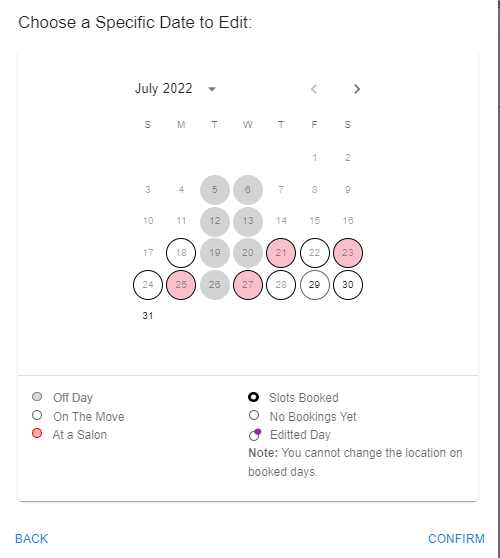 Choose a Specific Date to Edit:
July 2022
S M T W T F S
1 2
3 4 5 6 7 8 9
10 11 12 13 14 15 16
17 18 19 20 21 22 23
24 25 26 27 28 29 30
31
Off Day
On The Move
At a Salon
Slots Booked
No Bookings Yet
Editted Day
Note: You cannot change the location on
booked days.
BACK CONFIRM